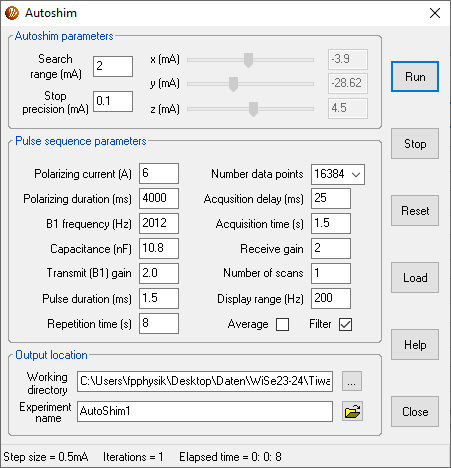 Autoshim
Autoshim parameters
Search range (mA) 2
Stop precision (mA) 0.1
x (mA) -3.9
y (mA) -28.62
z (mA) 4.5
Run
Stop
Reset
Load
Help
Close
Pulse sequence parameters
Polarizing current (A) 6
Number data points 16384
Polarizing duration (ms) 4000
Acqusition delay (ms) 25
B1 frequency (Hz) 2012
Acquisition time (s) 1.5
Capacitance (nF) 10.8
Receive gain 2
Transmit (B1) gain 2.0
Number of scans 1
Pulse duration (ms) 1.5
Display range (Hz) 200
Repetition time (s) 8
Average
Filter
Output location
Working directory C:\Users\fpphysik\Desktop\Daten\WiSe23-24\Tiwa
...
Experiment name AutoShim1
Step size = 0.5mA Iterations = 1 Elapsed time = 0: 0: 8